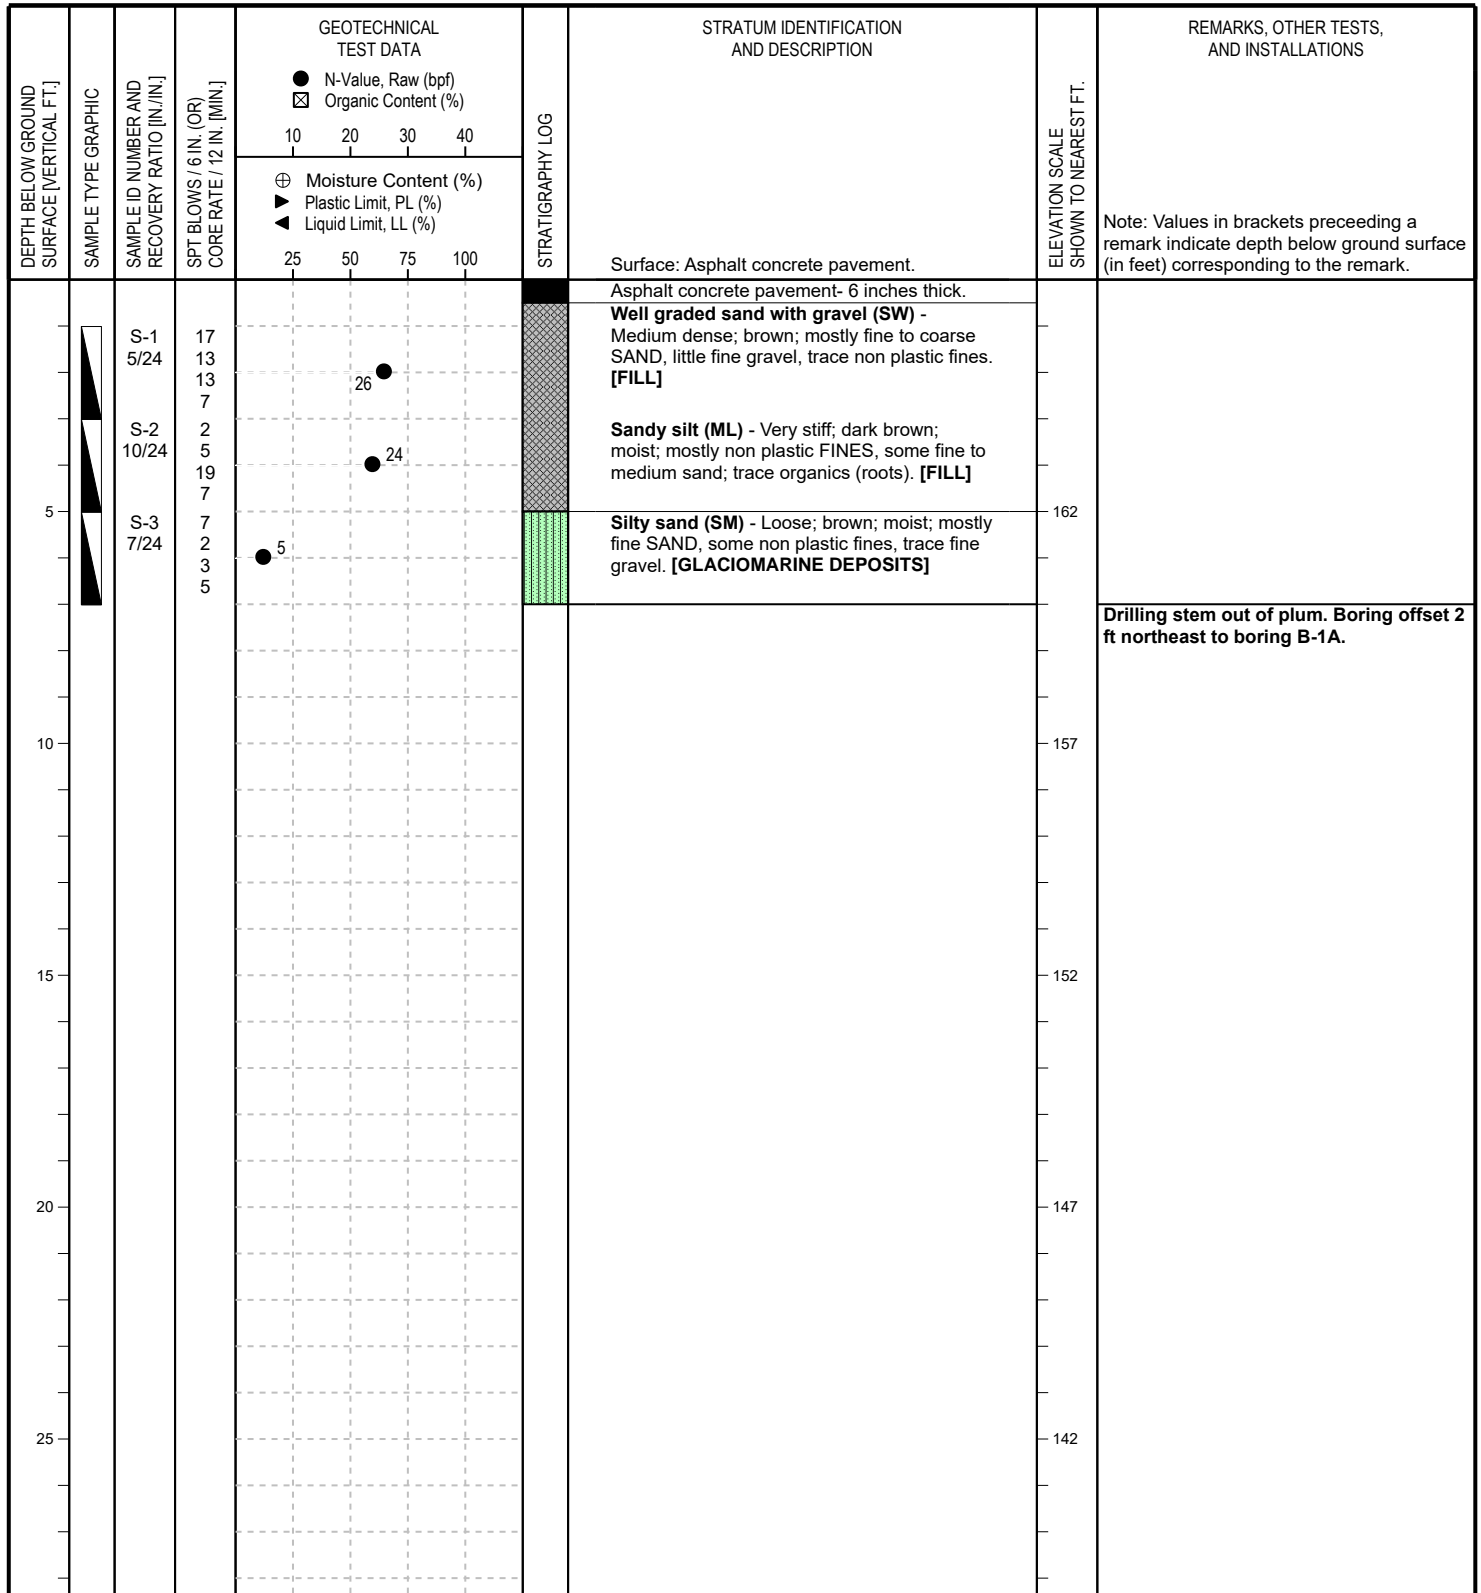 DEPTH BELOW GROUND
SURFACE [VERTICAL FT.]
SAMPLE TYPE GRAPHIC
SAMPLE ID NUMBER AND
RECOVERY RATIO [IN./IN.]
SPT BLOWS / 6 IN. (OR)
CORE RATE / 12 IN. [MIN.]
GEOTECHNICAL
TEST DATA
N-Value, Raw (bpf)
Organic Content (%)
10 20 30 40
Moisture Content (%)
Plastic Limit, PL (%)
Liquid Limit, LL (%)
25 50 75 100
STRATIGRAPHY LOG
STRATUM IDENTIFICATION
AND DESCRIPTION
Surface: Asphalt concrete pavement.
ELEVATION SCALE
SHOWN TO NEAREST FT.
REMARKS, OTHER TESTS,
AND INSTALLATIONS
Note: Values in brackets preceeding a
remark indicate depth below ground surface
(in feet) corresponding to the remark.
Asphalt concrete pavement- 6 inches thick.
S-1
5/24
17
13
13
7
26
Well graded sand with gravel (SW) -
Medium dense; brown; mostly fine to coarse
SAND, little fine gravel, trace non plastic fines.
[FILL]
S-2
10/24
2
5
19
7
24
Sandy silt (ML) - Very stiff; dark brown;
moist; mostly non plastic FINES, some fine to
medium sand; trace organics (roots). [FILL]
5
S-3
7/24
7
2
3
5
5
Silty sand (SM) - Loose; brown; moist; mostly
fine SAND, some non plastic fines, trace fine
gravel. [GLACIOMARINE DEPOSITS]
162
Drilling stem out of plum. Boring offset 2
ft northeast to boring B-1A.
10 157
15 152
20 147
25 142